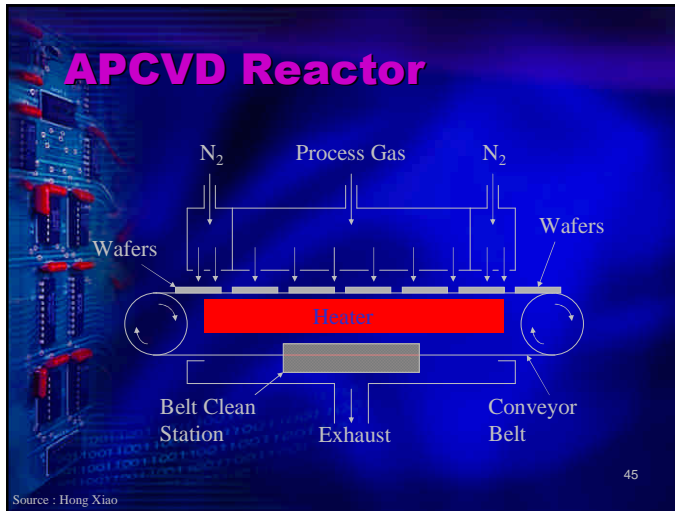 APCVD Reactor
N₂
Process Gas
N₂
Wafers
Wafers
Heater
Belt Clean
Station
Exhaust
Conveyor
Belt
45
Source : Hong Xiao